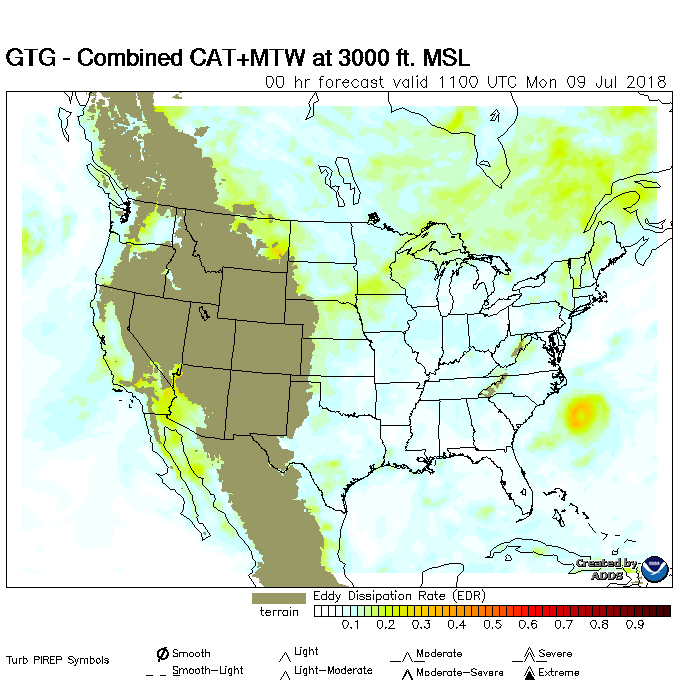 GTG - Combined CAT+MTW at 3000 ft. MSL
00 hr forecast valid 1100 UTC Mon 09 Jul 2018
Created by
ADDS
Eddy Dissipation Rate (EDR)
terrain
0.1 0.2 0.3 0.4 0.5 0.6 0.7 0.8 0.9
Turb PIREP Symbols
Smooth Light Moderate Severe
Smooth-Light Light-Moderate Moderate-Severe Extreme